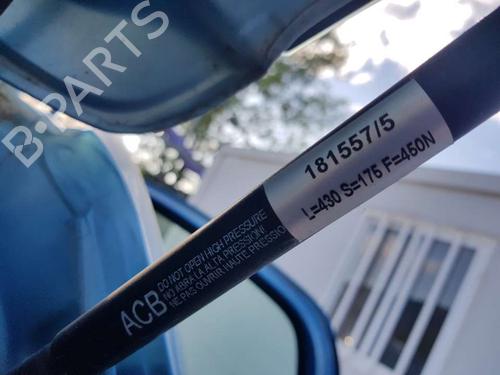 B-PARTS
181557/5
L=430 S=175 F=450N
ACB
DO NOT OPEN HIGH PRESSURE
NO ABRA LA ALTA PRESSION!
NE PAS OUVRIR HAUTE PRESSIO